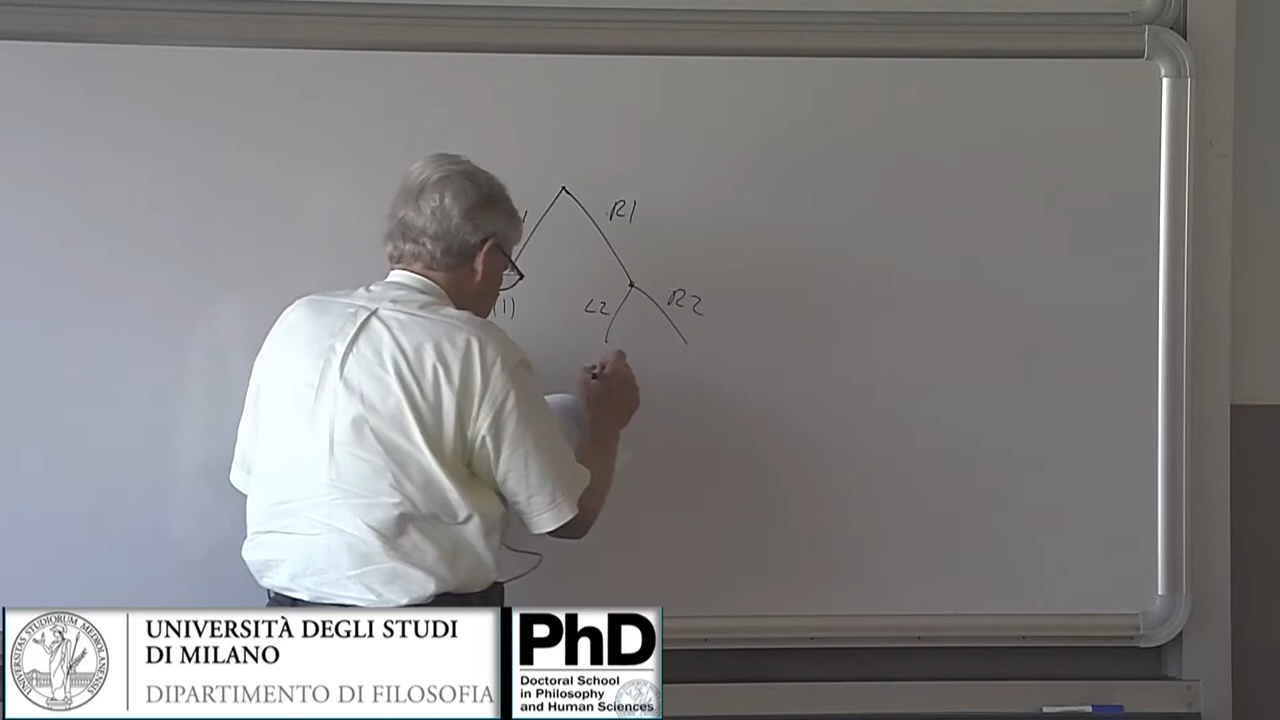 R1
(1)
L2
R2
UNIVERSITÀ DEGLI STUDI
DI MILANO
DIPARTIMENTO DI FILOSOFIA
PhD
Doctoral School
in Philosophy
and Human Sciences